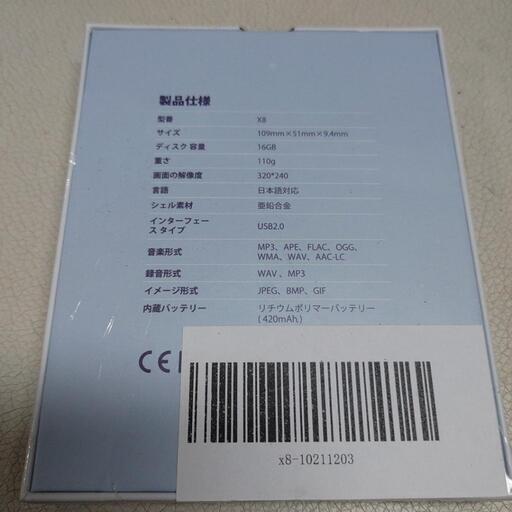 製品仕様
型番 X8
サイズ 109mm×51mm×9.4mm
ディスク 容量 16GB
重さ 110g
画面の解像度 320*240
言語 日本語対応
シェル素材 亜鉛合金
インターフェー
ス タイプ USB2.0
音楽形式 MP3、APE、FLAC、OGG、
WMA、WAV、AAC-LC
録音形式 WAV 、MP3
イメージ形式 JPEG、BMP、GIF
内蔵バッテリー リチウムポリマーバッテリー
( 420mAh.)
CE
x8-10211203